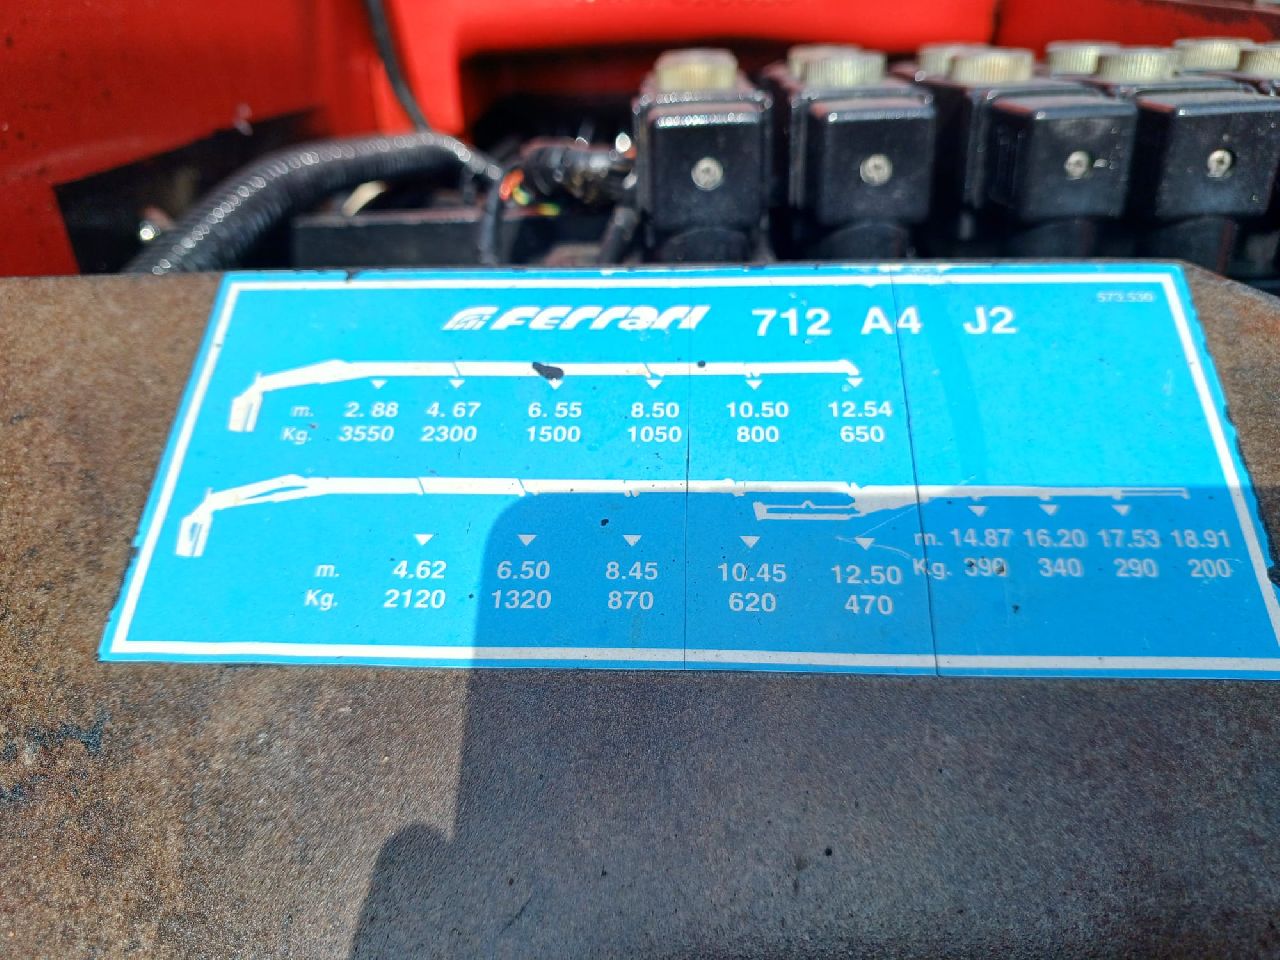 Ferrari 712 A4 J2
573.530
m. 2.88 4.67 6.55 8.50 10.50 12.54
Kg. 3550 2300 1500 1050 800 650
m. 14.87 16.20 17.53 18.91
Kg. 390 340 290 200
m. 4.62 6.50 8.45 10.45 12.50
Kg. 2120 1320 870 620 470